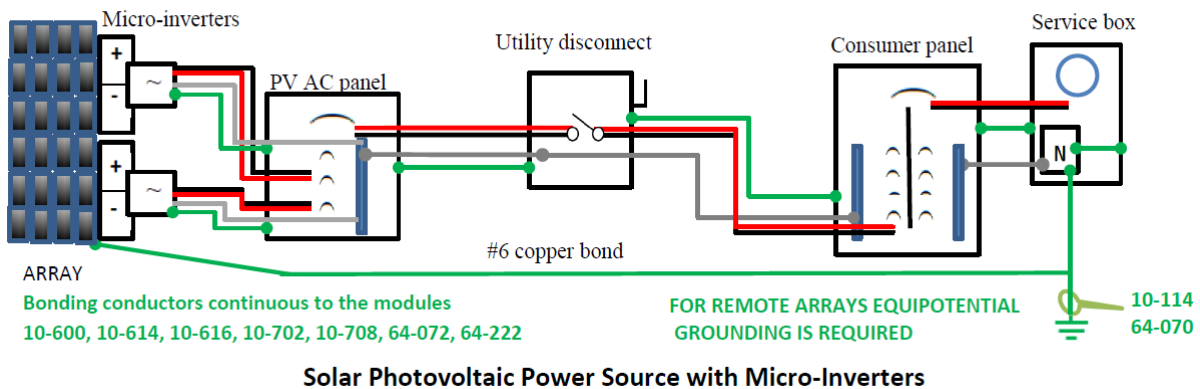 Micro-inverters
Service box
Utility disconnect
Consumer panel
PV AC panel
+
-
~
+
-
~
N
#6 copper bond
ARRAY
Bonding conductors continuous to the modules
10-600, 10-614, 10-616, 10-702, 10-708, 64-072, 64-222
FOR REMOTE ARRAYS EQUIPOTENTIAL
GROUNDING IS REQUIRED
10-114
64-070
Solar Photovoltaic Power Source with Micro-Inverters